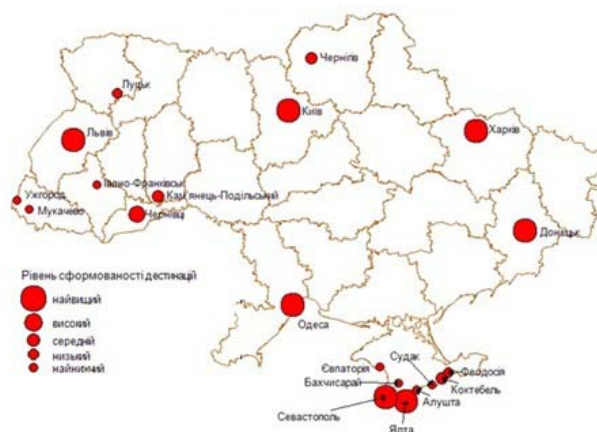 Чернігів
Луцьк
Київ
Львів
Харків
Івано-Франківськ
Ужгород
Кам'янець-Подільський
Мукачево
Чернівці
Донецьк
Рівень сформованості дестинацій
найвищий
високий
середній
низький
найнижчий
Одеса
Євпаторія
Судак
Феодосія
Бахчисарай
Коктебель
Алушта
Севастополь
Ялта